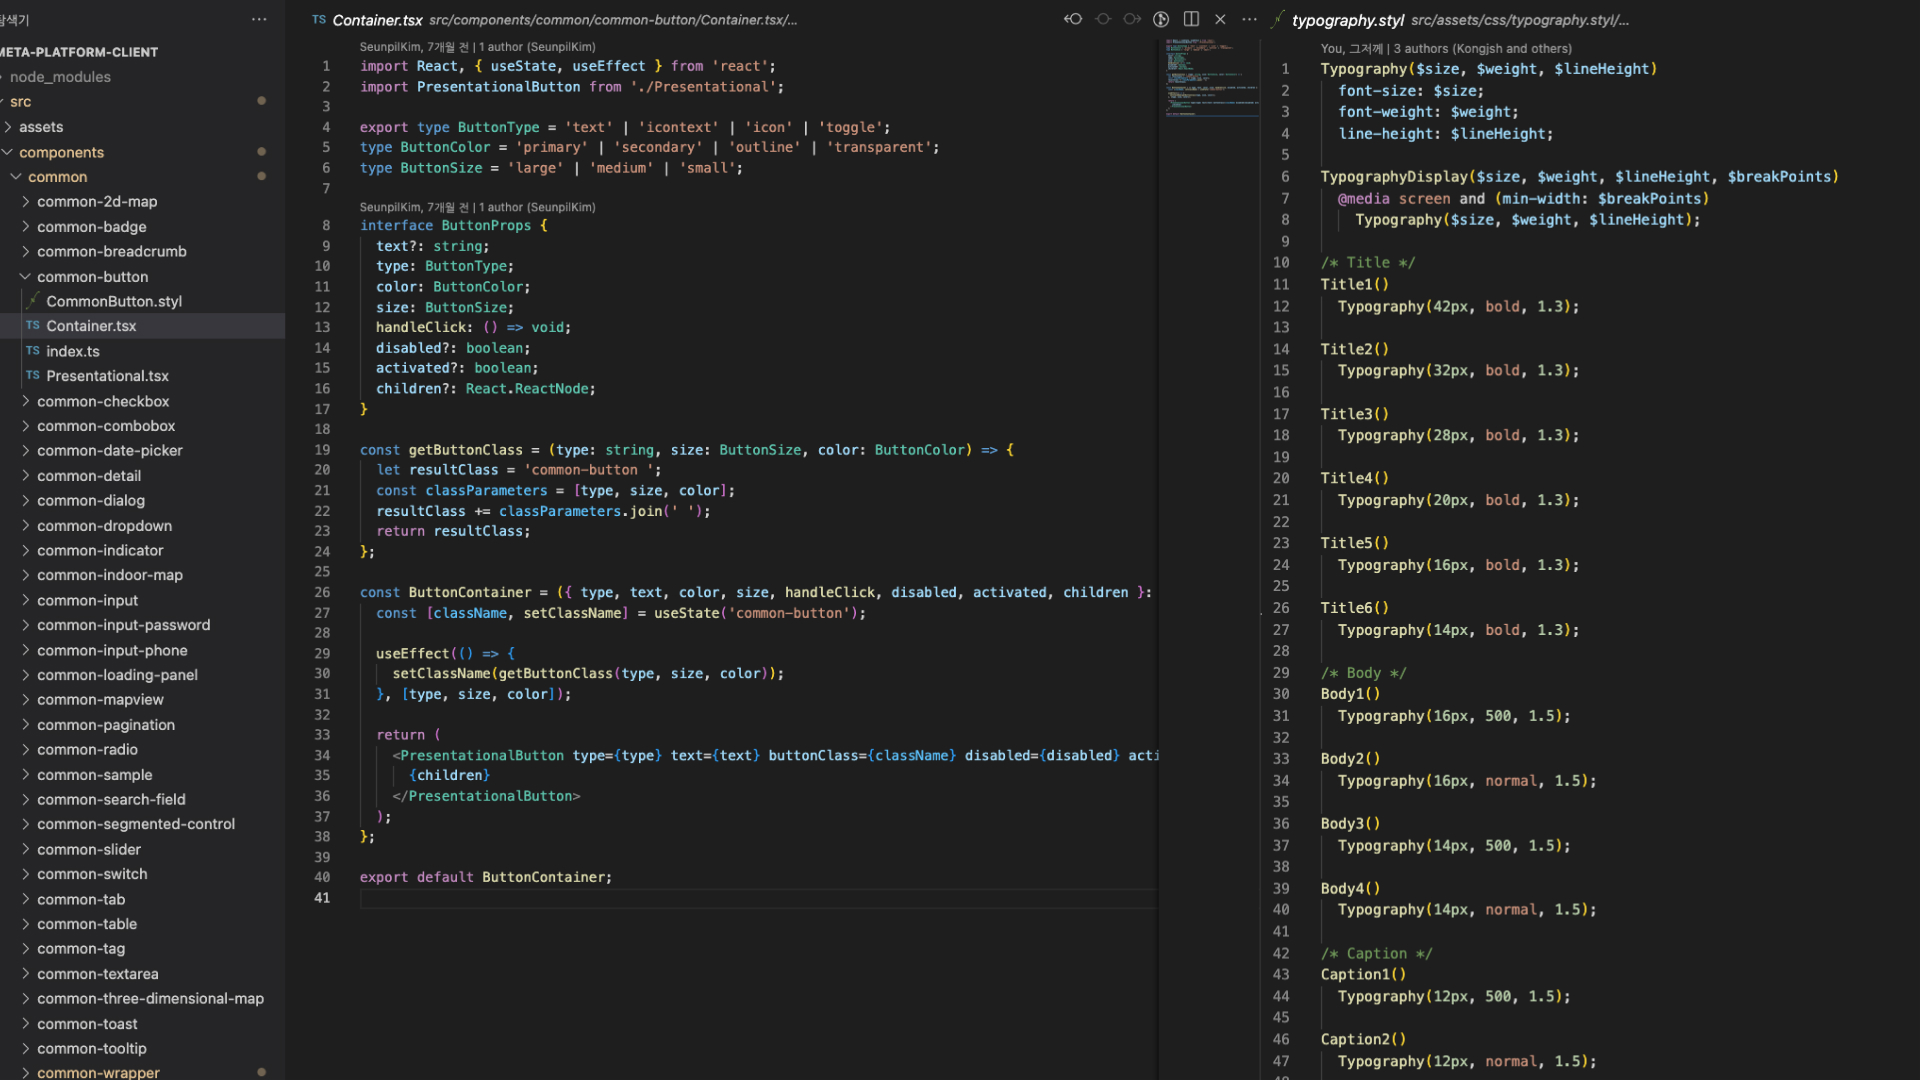 탐색기
META-PLATFORM-CLIENT
node_modules
src
assets
components
common
common-2d-map
common-badge
common-breadcrumb
common-button
CommonButton.styl
TS Container.tsx
TS index.ts
TS Presentational.tsx
common-checkbox
common-combobox
common-date-picker
common-detail
common-dialog
common-dropdown
common-indicator
common-indoor-map
common-input
common-input-password
common-input-phone
common-loading-panel
common-mapview
common-pagination
common-radio
common-sample
common-search-field
common-segmented-control
common-slider
common-switch
common-tab
common-table
common-tag
common-textarea
common-three-dimensional-map
common-toast
common-tooltip
common-wrapper
TS Container.tsx src/components/common/common-button/Container.tsx/...
SeunpilKim, 7개월 전 | 1 author (SeunpilKim)
1 import React, { useState, useEffect } from 'react';
2 import PresentationalButton from './Presentational';
3
4 export type ButtonType = 'text' | 'icontext' | 'icon' | 'toggle';
5 type ButtonColor = 'primary' | 'secondary' | 'outline' | 'transparent';
6 type ButtonSize = 'large' | 'medium' | 'small';
7
SeunpilKim, 7개월 전 | 1 author (SeunpilKim)
8 interface ButtonProps {
9 text?: string;
10 type: ButtonType;
11 color: ButtonColor;
12 size: ButtonSize;
13 handleClick: () => void;
14 disabled?: boolean;
15 activated?: boolean;
16 children?: React.ReactNode;
17 }
18
19 const getButtonClass = (type: string, size: ButtonSize, color: ButtonColor) => {
20 let resultClass = 'common-button ';
21 const classParameters = [type, size, color];
22 resultClass += classParameters.join(' ');
23 return resultClass;
24 };
25
26 const ButtonContainer = ({ type, text, color, size, handleClick, disabled, activated, children }:
27 const [className, setClassName] = useState('common-button');
28
29 useEffect(() => {
30 setClassName(getButtonClass(type, size, color));
31 }, [type, size, color]);
32
33 return (
34 <PresentationalButton type={type} text={text} buttonClass={className} disabled={disabled} acti
35 {children}
36 </PresentationalButton>
37 );
38 };
39
40 export default ButtonContainer;
41
typography.styl src/assets/css/typography.styl/...
You, 그저께 | 3 authors (Kongjsh and others)
1 Typography($size, $weight, $lineHeight)
2 font-size: $size;
3 font-weight: $weight;
4 line-height: $lineHeight;
5
6 TypographyDisplay($size, $weight, $lineHeight, $breakPoints)
7 @media screen and (min-width: $breakPoints)
8 Typography($size, $weight, $lineHeight);
9
10 /* Title */
11 Title1()
12 Typography(42px, bold, 1.3);
13
14 Title2()
15 Typography(32px, bold, 1.3);
16
17 Title3()
18 Typography(28px, bold, 1.3);
19
20 Title4()
21 Typography(20px, bold, 1.3);
22
23 Title5()
24 Typography(16px, bold, 1.3);
25
26 Title6()
27 Typography(14px, bold, 1.3);
28
29 /* Body */
30 Body1()
31 Typography(16px, 500, 1.5);
32
33 Body2()
34 Typography(16px, normal, 1.5);
35
36 Body3()
37 Typography(14px, 500, 1.5);
38
39 Body4()
40 Typography(14px, normal, 1.5);
41
42 /* Caption */
43 Caption1()
44 Typography(12px, 500, 1.5);
45
46 Caption2()
47 Typography(12px, normal, 1.5);